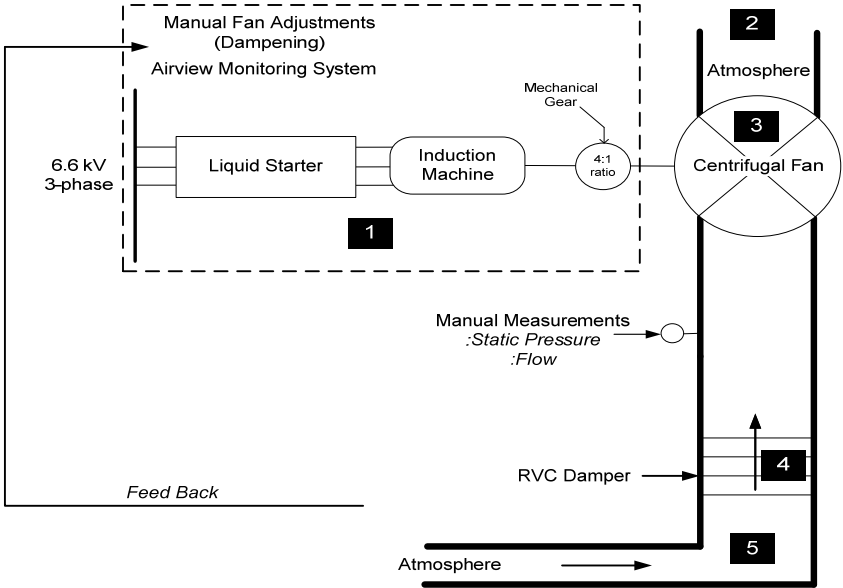 Manual Fan Adjustments
(Dampening)
Airview Monitoring System
2
Atmosphere
Mechanical
Gear
3
6.6 kV
3-phase
Liquid Starter
Induction
Machine
4:1
ratio
Centrifugal Fan
1
Manual Measurements
:Static Pressure
:Flow
4
RVC Damper
Feed Back
5
Atmosphere